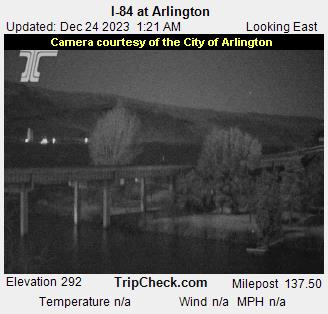 I-84 at Arlington
Updated: Dec 24 2023 1:21 AM Looking East
Camera courtesy of the City of Arlington
Elevation 292 TripCheck.com Milepost 137.50
Temperature n/a Wind n/a MPH n/a